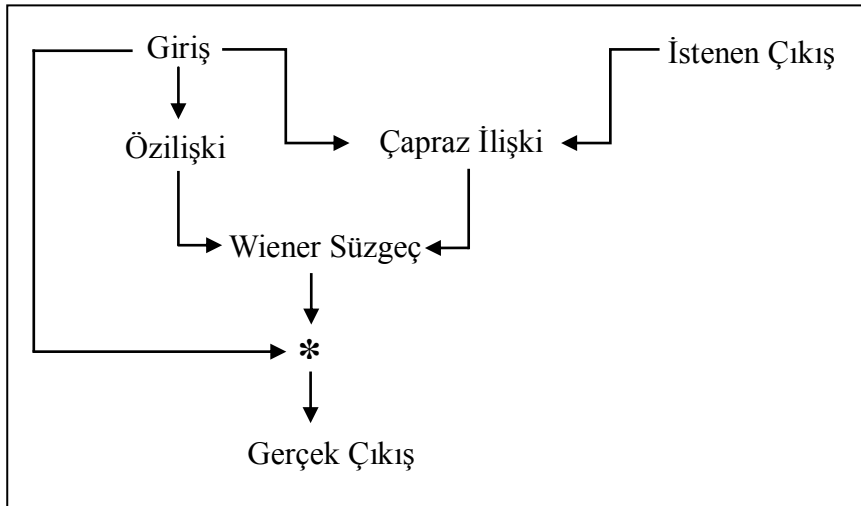 Giriş
İstenen Çıkış
Özilişki
Çapraz İlişki
Wiener Süzgeç
*
Gerçek Çıkış